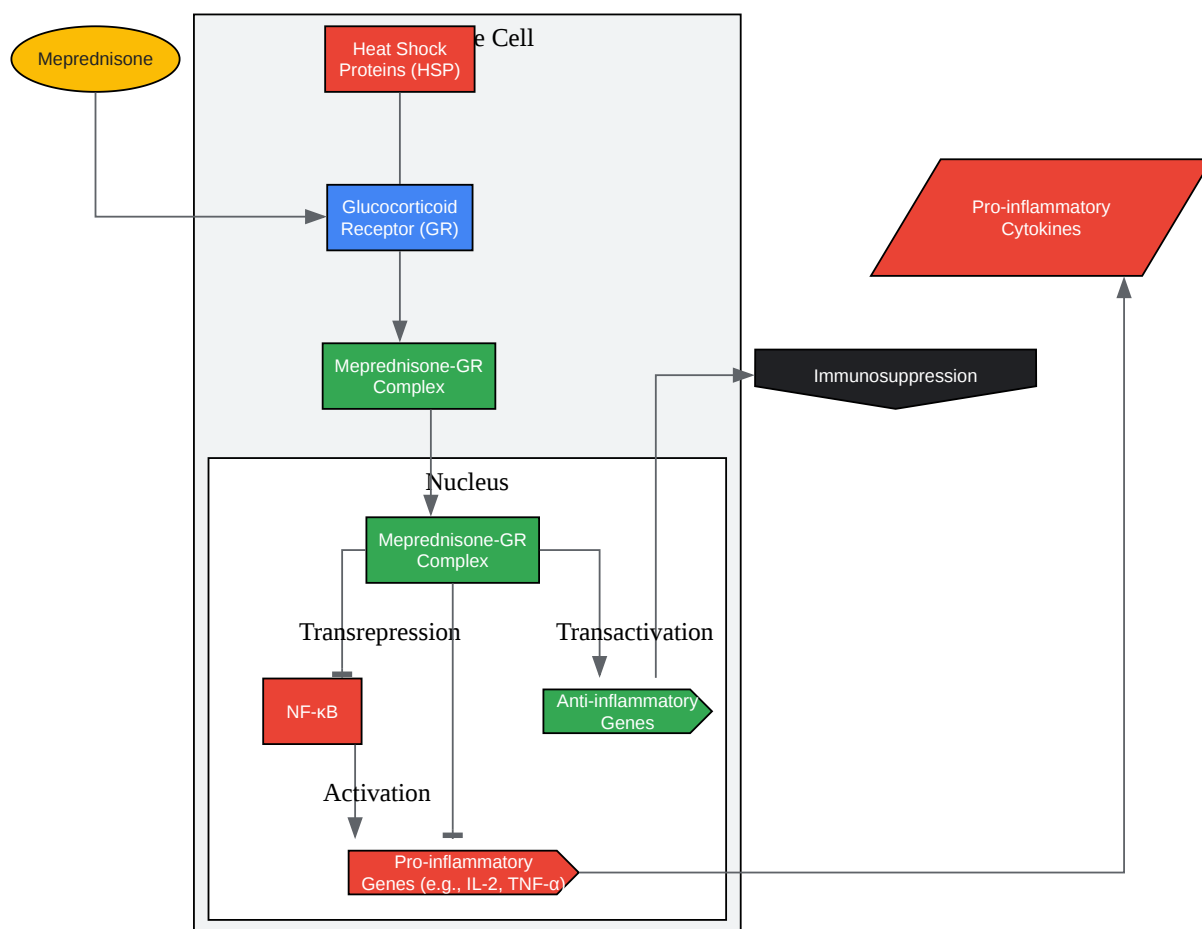 Meprednisone
Heat Shock
Proteins (HSP)
Cell
Glucocorticoid
Receptor (GR)
Pro-inflammatory
Cytokines
Meprednisone-GR
Complex
Immunosuppression
Nucleus
Meprednisone-GR
Complex
Transrepression
Transactivation
NF-κB
Anti-inflammatory
Genes
Activation
Pro-inflammatory
Genes (e.g., IL-2, TNF-α)